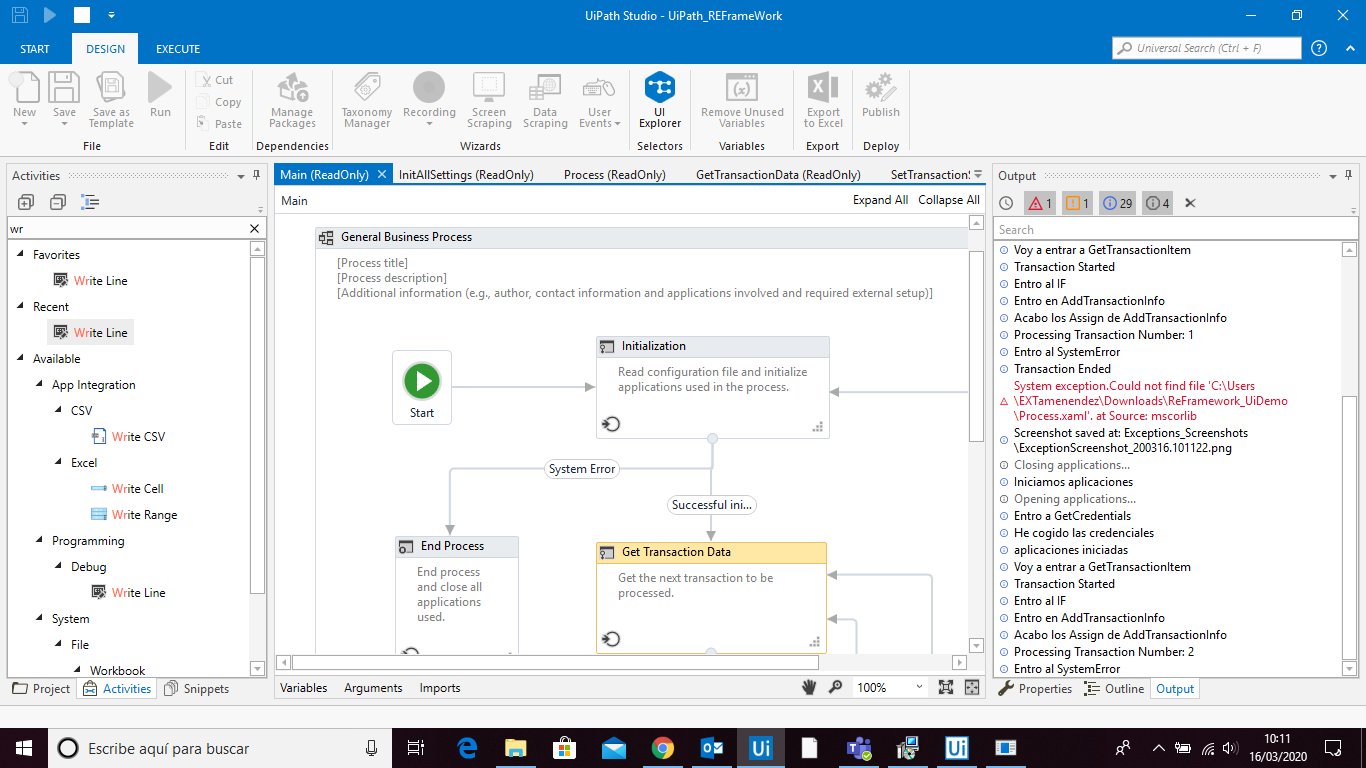 UiPath Studio - UiPath_REFrameWork
START
DESIGN
EXECUTE
Universal Search (Ctrl + F)
New
Save
Save as
Template
Run
File
Cut
Copy
Paste
Edit
Manage
Packages
Dependencies
Taxonomy
Manager
Recording
Screen
Scraping
Data
Scraping
User
Events
Wizards
UI
Explorer
Selectors
Remove Unused
Variables
Variables
Export
to Excel
Export
Publish
Deploy
Activities
wr
Favorites
Write Line
Recent
Write Line
Available
App Integration
CSV
Write CSV
Excel
Write Cell
Write Range
Programming
Debug
Write Line
System
File
Workbook
Project
Activities
Snippets
Main (ReadOnly)
InitAllSettings (ReadOnly)
Process (ReadOnly)
GetTransactionData (ReadOnly)
SetTransactionS
Main
Expand All
Collapse All
General Business Process
[Process title]
[Process description]
[Additional information (e.g., author, contact information and applications involved and required external setup)]
Start
Initialization
Read configuration file and initialize
applications used in the process.
System Error
Successful ini...
End Process
End process
and close all
applications
used.
Get Transaction Data
Get the next transaction to be
processed.
Variables
Arguments
Imports
100%
Output
1
1
29
4
Search
Voy a entrar a GetTransactionItem
Transaction Started
Entro al IF
Entro en AddTransactionInfo
Acabo los Assign de AddTransactionInfo
Processing Transaction Number: 1
Entro al SystemError
Transaction Ended
System exception.Could not find file 'C:\Users
\EXTamenendez\Downloads\ReFramework_UiDemo
\Process.xaml'. at Source: mscorlib
Screenshot saved at: Exceptions_Screenshots
\ExceptionScreenshot_200316.101122.png
Closing applications...
Iniciamos aplicaciones
Opening applications...
Entro a GetCredentials
He cogido las credenciales
aplicaciones iniciadas
Voy a entrar a GetTransactionItem
Transaction Started
Entro al IF
Entro en AddTransactionInfo
Acabo los Assign de AddTransactionInfo
Processing Transaction Number: 2
Entro al SystemError
Properties
Outline
Output
Escribe aquí para buscar
Ui
Ui
10:11
16/03/2020